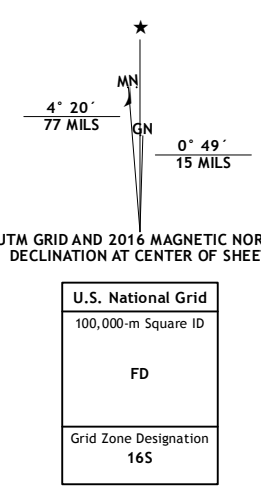 ★
MN
4° 20´
77 MILS
GN
0° 49´
15 MILS
UTM GRID AND 2016 MAGNETIC NOR
DECLINATION AT CENTER OF SHEE
U.S. National Grid
100,000-m Square ID
FD
Grid Zone Designation
16S